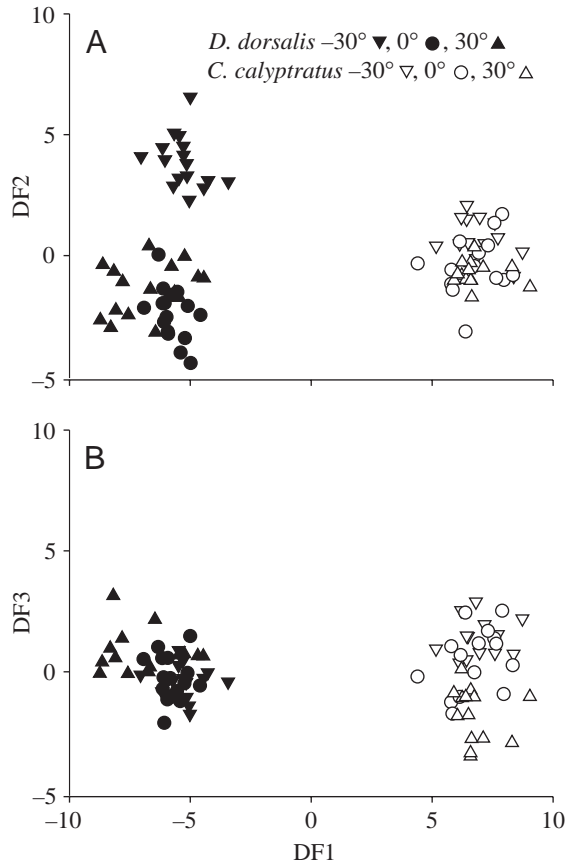 10
A
D. dorsalis –30° ▼, 0° ●, 30° ▲
C. calyptratus –30° ▽, 0° ○, 30° △
5
DF2
0
–5
10
B
5
DF3
0
–5
–10 –5 0 5 10
DF1